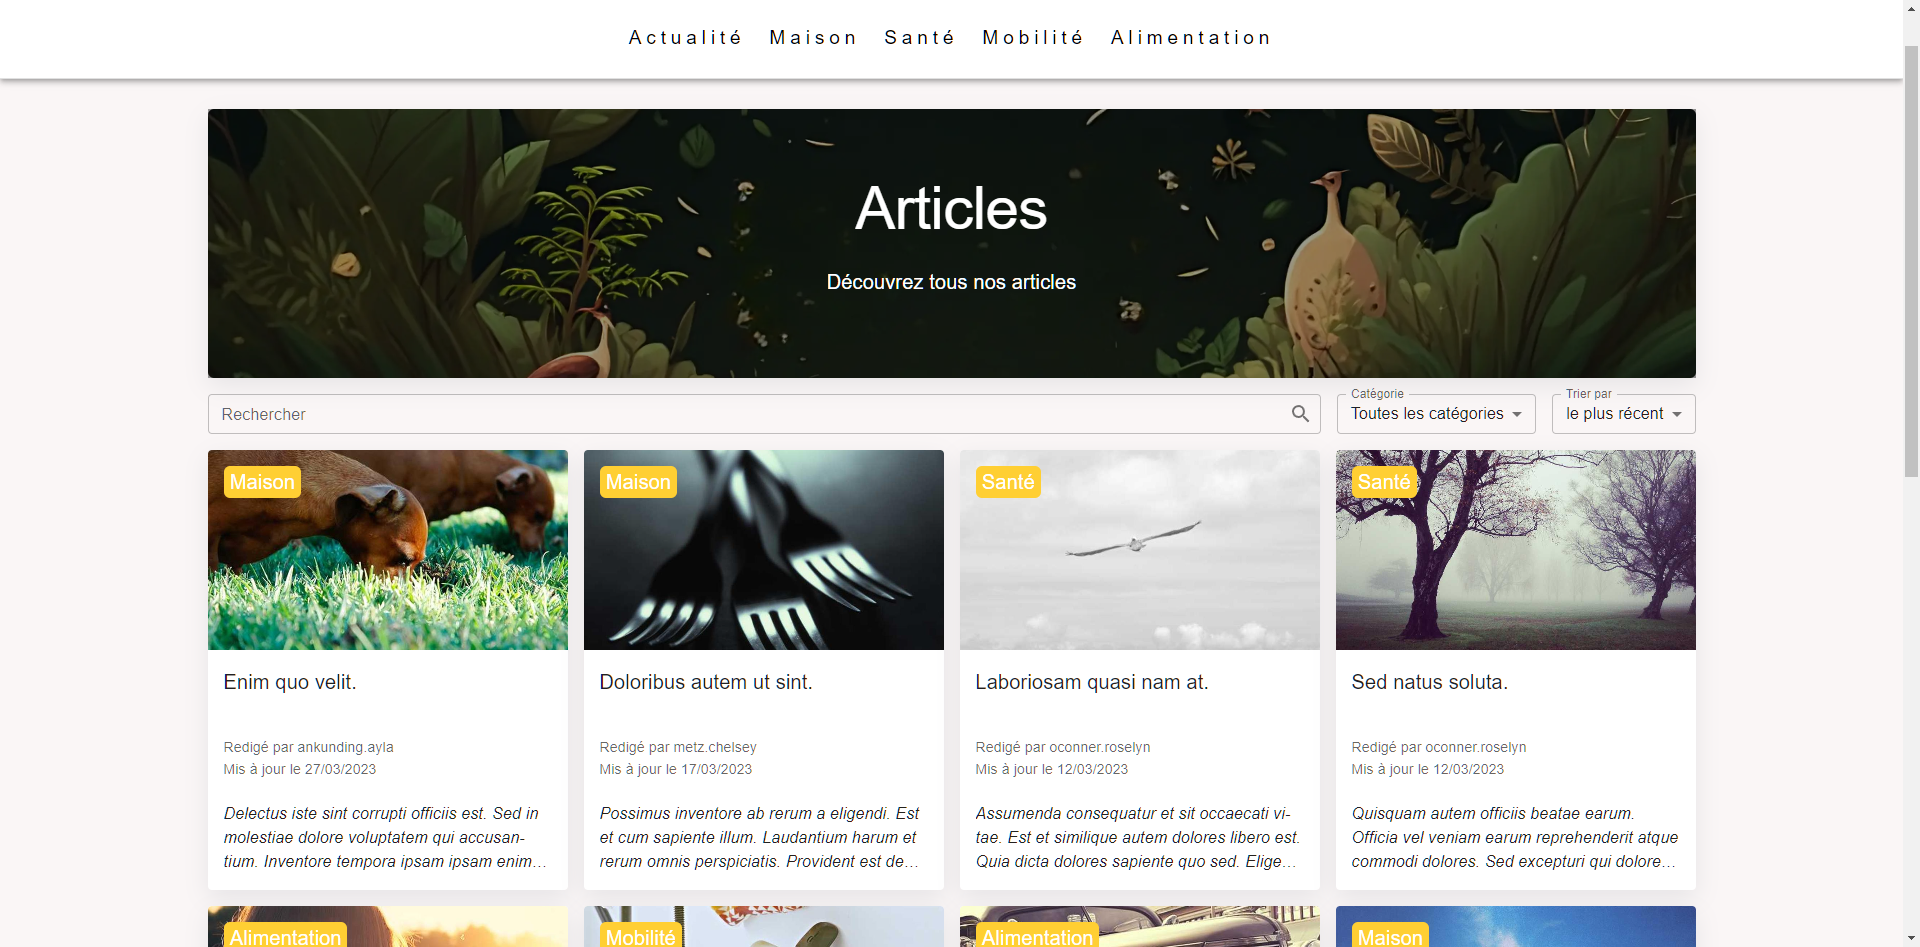 Actualité Maison Santé Mobilité Alimentation
Articles
Découvrez tous nos articles
Rechercher
Catégorie
Toutes les catégories
Trier par
le plus récent
Maison
Enim quo velit.
Redigé par ankunding.ayla
Mis à jour le 27/03/2023
Delectus iste sint corrupti officiis est. Sed in
molestiae dolore voluptatem qui accusan-
tium. Inventore tempora ipsam ipsam enim…
Maison
Doloribus autem ut sint.
Redigé par metz.chelsey
Mis à jour le 17/03/2023
Possimus inventore ab rerum a eligendi. Est
et cum sapiente illum. Laudantium harum et
rerum omnis perspiciatis. Provident est de…
Santé
Laboriosam quasi nam at.
Redigé par oconner.roselyn
Mis à jour le 12/03/2023
Assumenda consequatur et sit occaecati vi-
tae. Est et similique autem dolores libero est.
Quia dicta dolores sapiente quo sed. Elige…
Santé
Sed natus soluta.
Redigé par oconner.roselyn
Mis à jour le 12/03/2023
Quisquam autem officiis beatae earum.
Officia vel veniam earum reprehenderit atque
commodi dolores. Sed excepturi qui dolore…
Alimentation
Mobilité
Alimentation
Maison